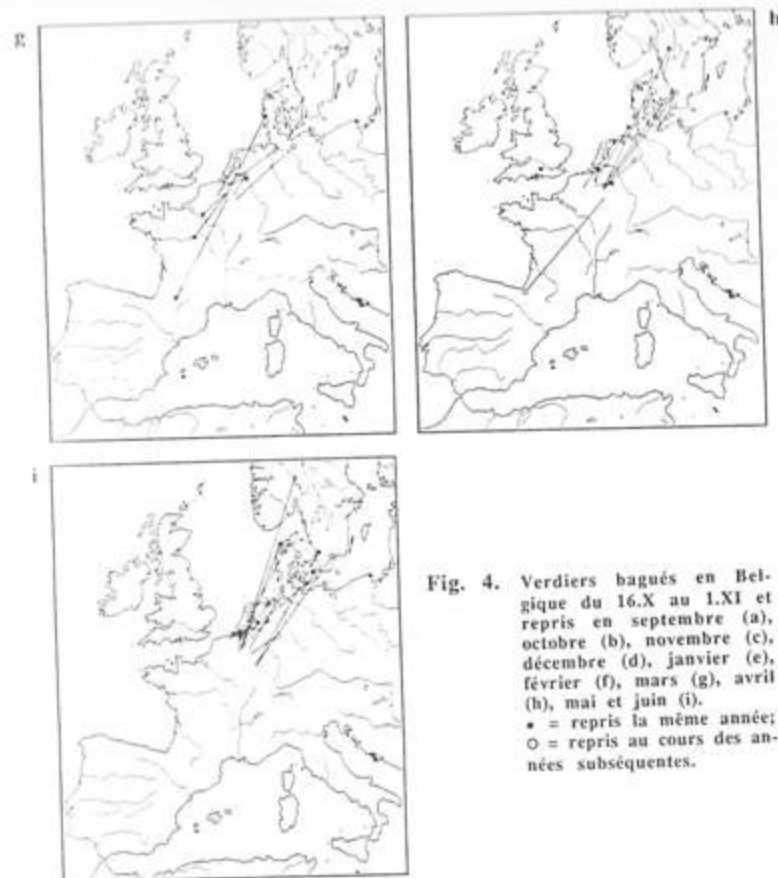 g
h
i
Fig. 4. Verdiers bagués en Bel-
gique du 16.X au 1.XI et
repris en septembre (a),
octobre (b), novembre (c),
décembre (d), janvier (e),
février (f), mars (g), avril
(h), mai et juin (i).
• = repris la même année;
○ = repris au cours des an-
nées subséquentes.